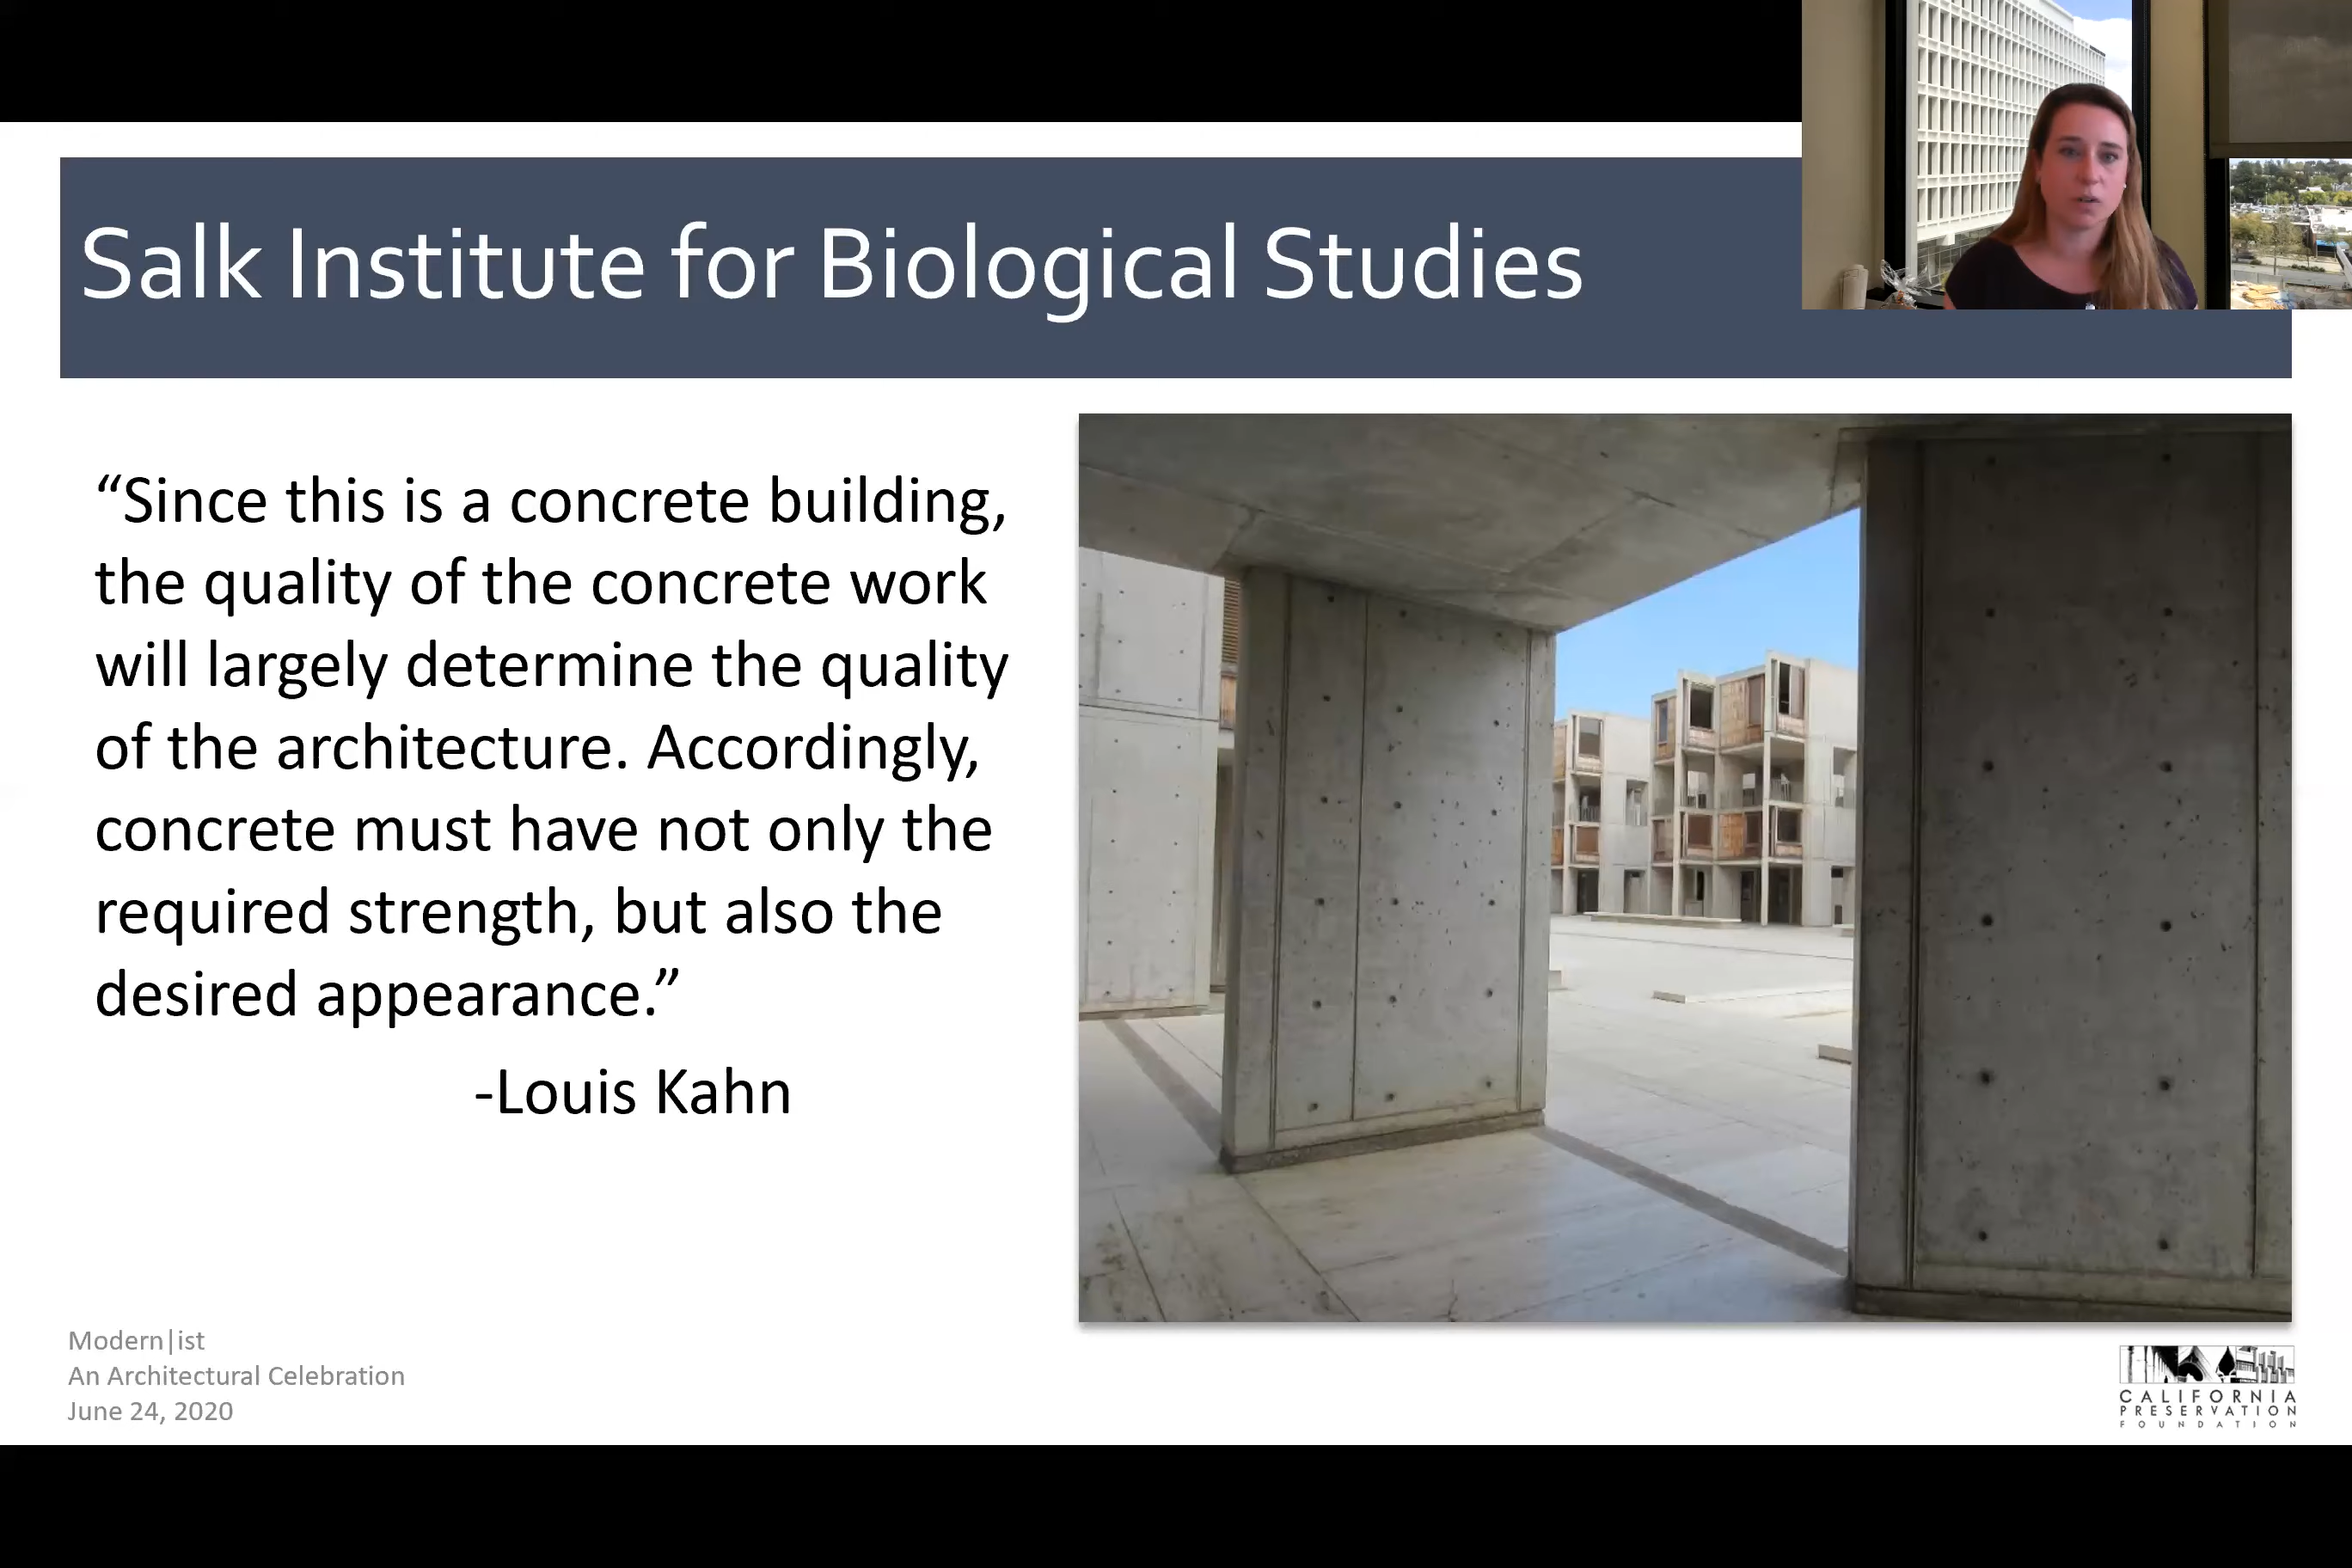 Salk Institute for Biological Studies
“Since this is a concrete building,
the quality of the concrete work
will largely determine the quality
of the architecture. Accordingly,
concrete must have not only the
required strength, but also the
desired appearance.”
-Louis Kahn
Modern|ist
An Architectural Celebration
June 24, 2020
CALIFORNIA
PRESERVATION
FOUNDATION